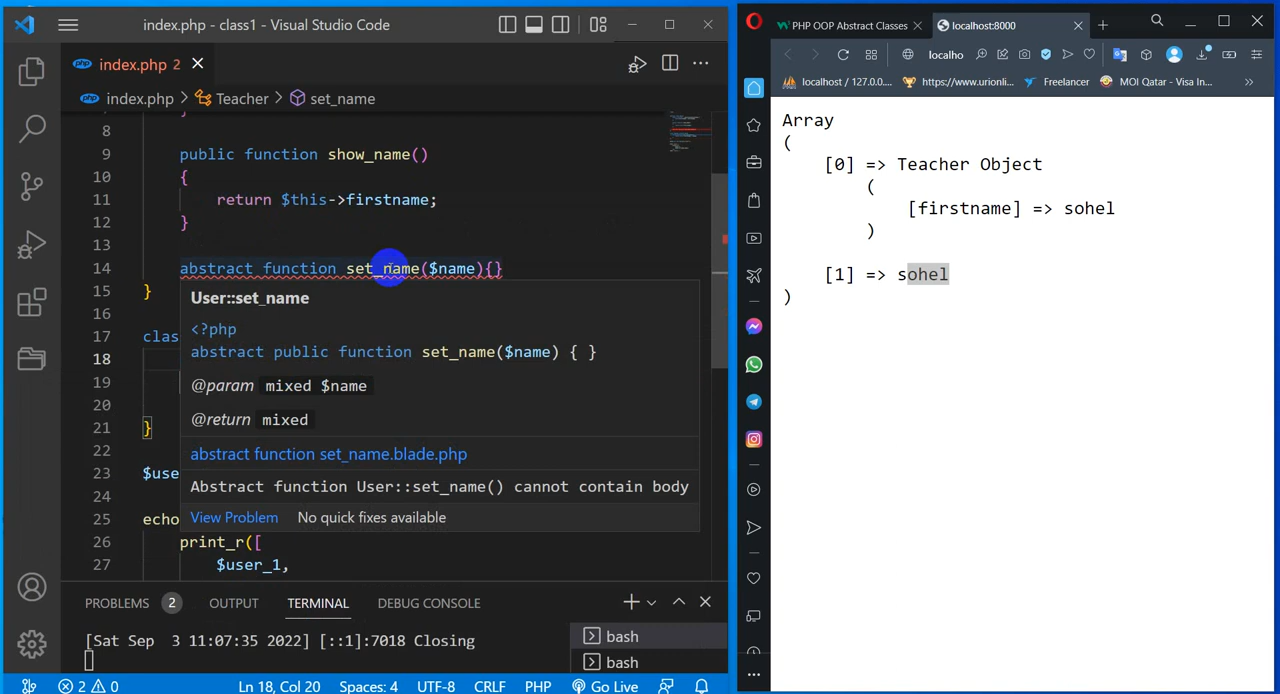 index.php - class1 - Visual Studio Code
index.php 2
index.php > Teacher > set_name
8
9 public function show_name()
10 {
11 return $this->firstname;
12 }
13
14 abstract function set_name($name){}
15 }
16
17 clas
18
19
20
21 }
22
23 $use
24
25 echo
26 print_r([
27 $user_1,
User::set_name
<?php
abstract public function set_name($name) { }
@param mixed $name
@return mixed
abstract function set_name.blade.php
Abstract function User::set_name() cannot contain body
View Problem No quick fixes available
PROBLEMS 2 OUTPUT TERMINAL DEBUG CONSOLE
[Sat Sep 3 11:07:35 2022] [::1]:7018 Closing
bash
bash
2 0 Ln 18, Col 20 Spaces: 4 UTF-8 CRLF PHP Go Live
PHP OOP Abstract Classes
localhost:8000
localho
localhost / 127.0.0.... https://www.urionli... Freelancer MOI Qatar - Visa In...
Array
(
[0] => Teacher Object
(
[firstname] => sohel
)
[1] => sohel
)